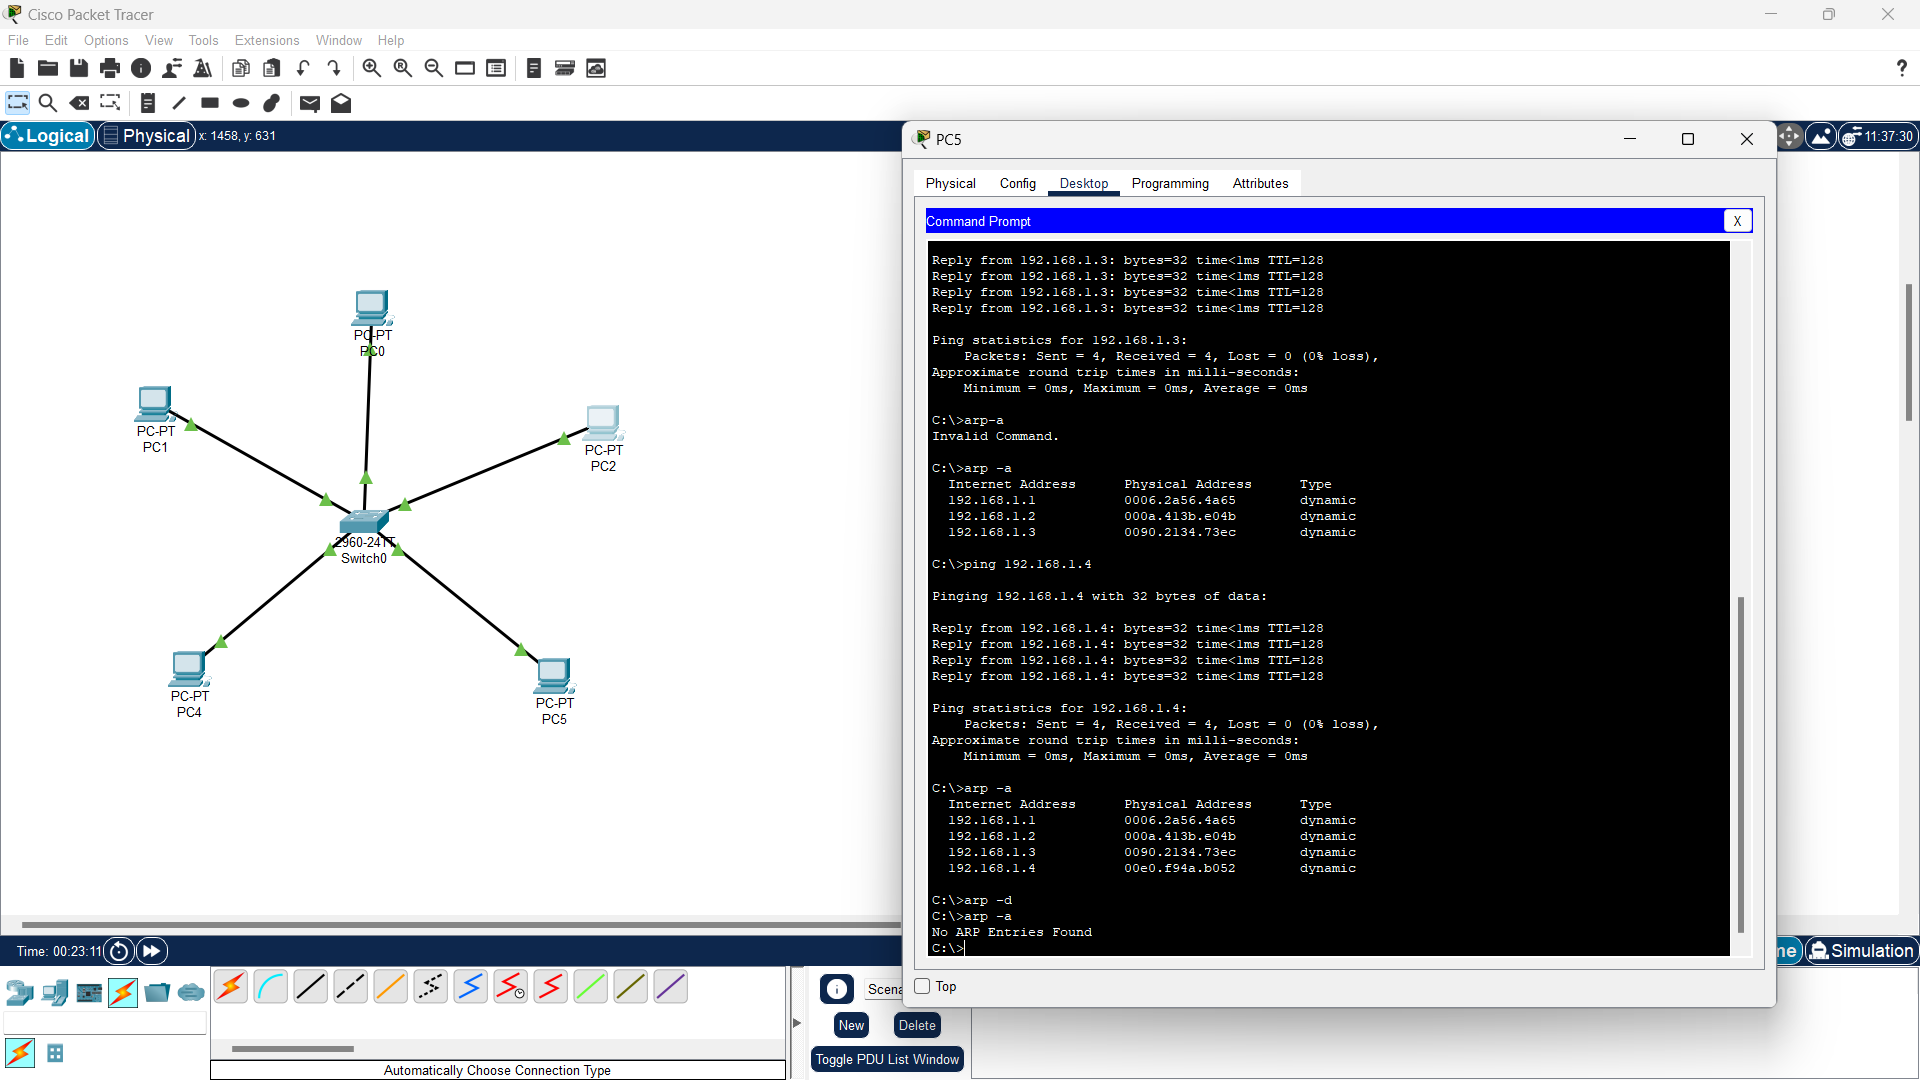 Cisco Packet Tracer
File Edit Options View Tools Extensions Window Help
?
Logical Physical x: 1458, y: 631
11:37:30
PC-PT
PC0
PC-PT
PC1
PC-PT
PC2
2960-24TT
Switch0
PC-PT
PC4
PC-PT
PC5
PC5
Physical Config Desktop Programming Attributes
Command Prompt
X
Reply from 192.168.1.3: bytes=32 time<1ms TTL=128
Reply from 192.168.1.3: bytes=32 time<1ms TTL=128
Reply from 192.168.1.3: bytes=32 time<1ms TTL=128
Reply from 192.168.1.3: bytes=32 time<1ms TTL=128
Ping statistics for 192.168.1.3:
Packets: Sent = 4, Received = 4, Lost = 0 (0% loss),
Approximate round trip times in milli-seconds:
Minimum = 0ms, Maximum = 0ms, Average = 0ms
C:\>arp-a
Invalid Command.
C:\>arp -a
Internet Address Physical Address Type
192.168.1.1 0006.2a56.4a65 dynamic
192.168.1.2 000a.413b.e04b dynamic
192.168.1.3 0090.2134.73ec dynamic
C:\>ping 192.168.1.4
Pinging 192.168.1.4 with 32 bytes of data:
Reply from 192.168.1.4: bytes=32 time<1ms TTL=128
Reply from 192.168.1.4: bytes=32 time<1ms TTL=128
Reply from 192.168.1.4: bytes=32 time<1ms TTL=128
Reply from 192.168.1.4: bytes=32 time<1ms TTL=128
Ping statistics for 192.168.1.4:
Packets: Sent = 4, Received = 4, Lost = 0 (0% loss),
Approximate round trip times in milli-seconds:
Minimum = 0ms, Maximum = 0ms, Average = 0ms
C:\>arp -a
Internet Address Physical Address Type
192.168.1.1 0006.2a56.4a65 dynamic
192.168.1.2 000a.413b.e04b dynamic
192.168.1.3 0090.2134.73ec dynamic
192.168.1.4 00e0.f94a.b052 dynamic
C:\>arp -d
C:\>arp -a
No ARP Entries Found
C:\>
Top
Time: 00:23:11
me Simulation
Scena
New Delete
Toggle PDU List Window
Automatically Choose Connection Type